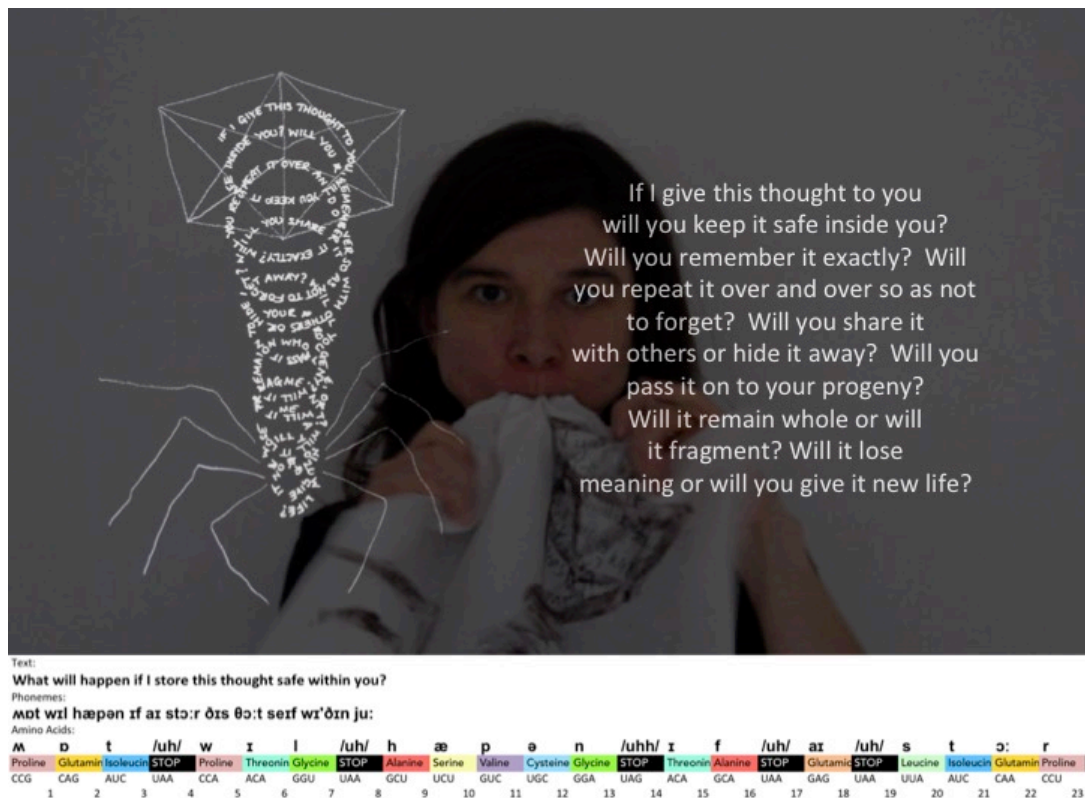 IF I GIVE THIS THOUGHT TO YOU
If I give this thought to you
will you keep it safe inside you?
Will you remember it exactly? Will
you repeat it over and over so as not
to forget? Will you share it
with others or hide it away? Will you
pass it on to your progeny?
Will it remain whole or will
it fragment? Will it lose
meaning or will you give it new life?
Text:
What will happen if I store this thought safe within you?
Phonemes:
ʍɒt wɪl hæpən ɪf aɪ stɔːr ðɪs θɔːt seɪf wɪ'ðɪn juː
Amino Acids:
ʍ ɒ t /uh/ w ɪ l /uh/ h æ p ə n /uhh/ ɪ f /uh/ aɪ /uh/ s t ɔː r
Proline Glutamin Isoleucin STOP Proline Threonin Glycine STOP Alanine Serine Valine Cysteine Glycine STOP Threonin Alanine STOP Glutamic STOP Leucine Isoleucin Glutamin Proline
CCG CAG AUC UAA CCA ACA GGU UAA GCU UCU GUC UGC GGA UAG ACA GCA UAA GAG UAA UUA AUC CAA CCU
1 2 3 4 5 6 7 8 9 10 11 12 13 14 15 16 17 18 19 20 21 22 23